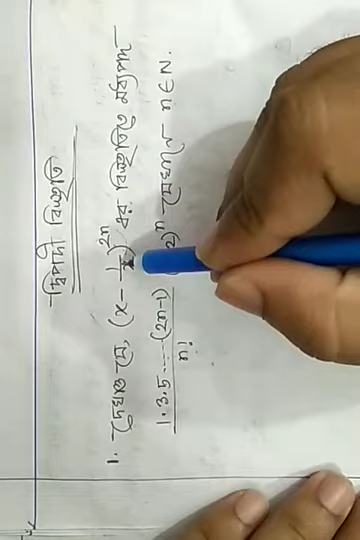 দ্বিপদী বিস্তৃতি
1. দেখাও যে, (x - 1/x)^2n এর বিস্তৃতিতে মধ্যপদ
1.3.5....(2n-1)/n! 2)^n যেখানে n∈N.